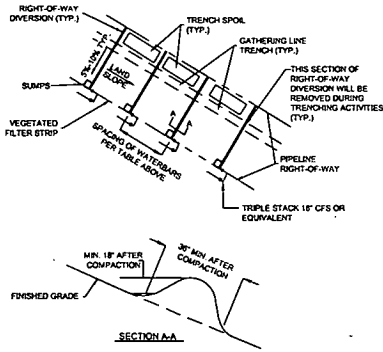 RIGHT-OF-WAY
DIVERSION (TYP.)
TRENCH SPOIL
(TYP.)
GATHERING LINE
TRENCH (TYP.)
5%-10% TYP.
LAND
SLOPE
SUMPS
THIS SECTION OF
RIGHT-OF-WAY
DIVERSION WILL BE
REMOVED DURING
TRENCHING ACTIVITIES
(TYP.)
A
A
VEGETATED
FILTER STRIP
SPACING OF WATERBARS
PER TABLE ABOVE
PIPELINE
RIGHT-OF-WAY
TRIPLE STACK 18" CFS OR
EQUIVALENT
MIN. 18" AFTER
COMPACTION
36" MIN. AFTER
COMPACTION
FINISHED GRADE
SECTION A-A